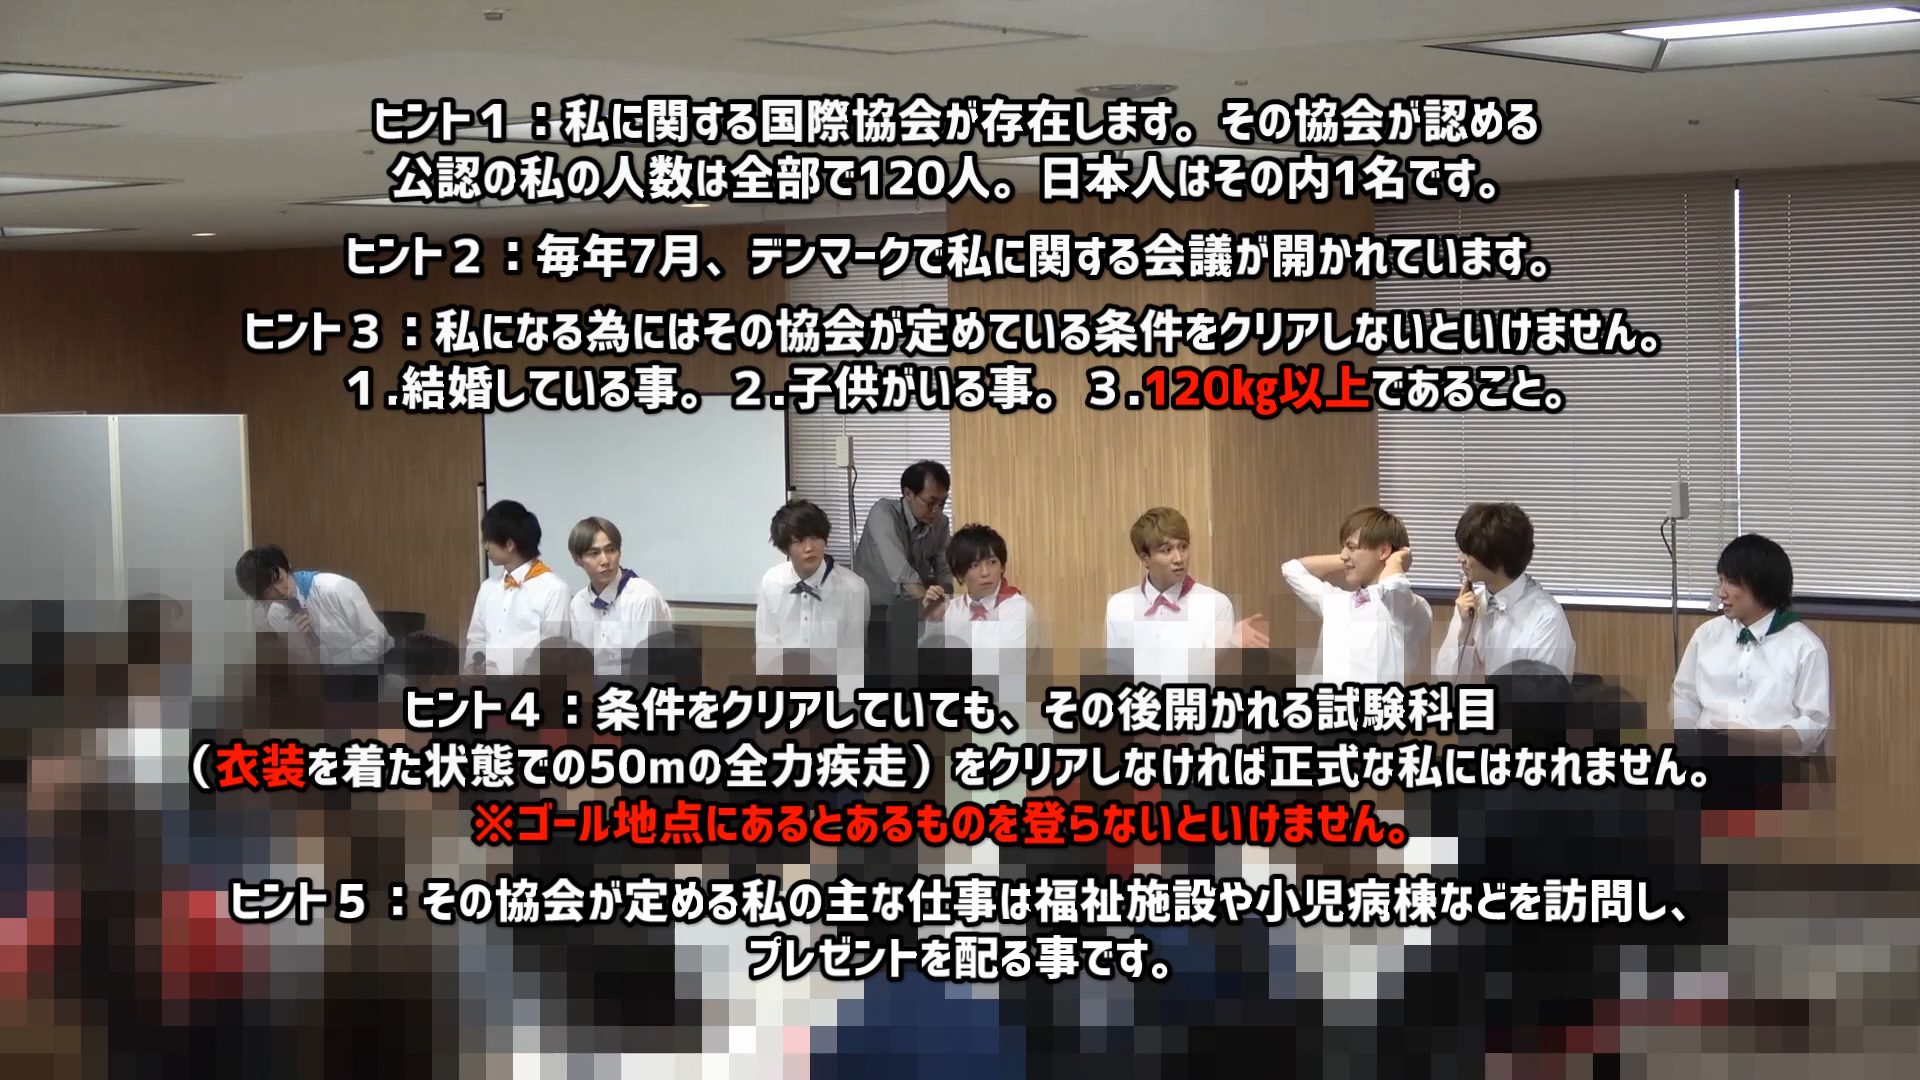 ヒント１：私に関する国際協会が存在します。その協会が認める
公認の私の人数は全部で120人。日本人はその内1名です。
ヒント２：毎年7月、デンマークで私に関する会議が開かれています。
ヒント３：私になる為にはその協会が定めている条件をクリアしないといけません。
１.結婚している事。２.子供がいる事。３.120㎏以上であること。
ヒント４：条件をクリアしていても、その後開かれる試験科目
（衣装を着た状態での50mの全力疾走）をクリアしなければ正式な私にはなれません。
※ゴール地点にあるとあるものを登らないといけません。
ヒント５：その協会が定める私の主な仕事は福祉施設や小児病棟などを訪問し、
プレゼントを配る事です。